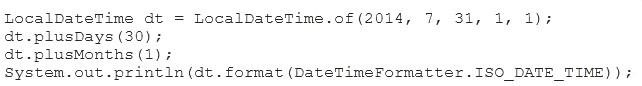 LocalDateTime dt = LocalDateTime.of(2014, 7, 31, 1, 1);
dt.plusDays(30);
dt.plusMonths(1);
System.out.println(dt.format(DateTimeFormatter.ISO_DATE_TIME));